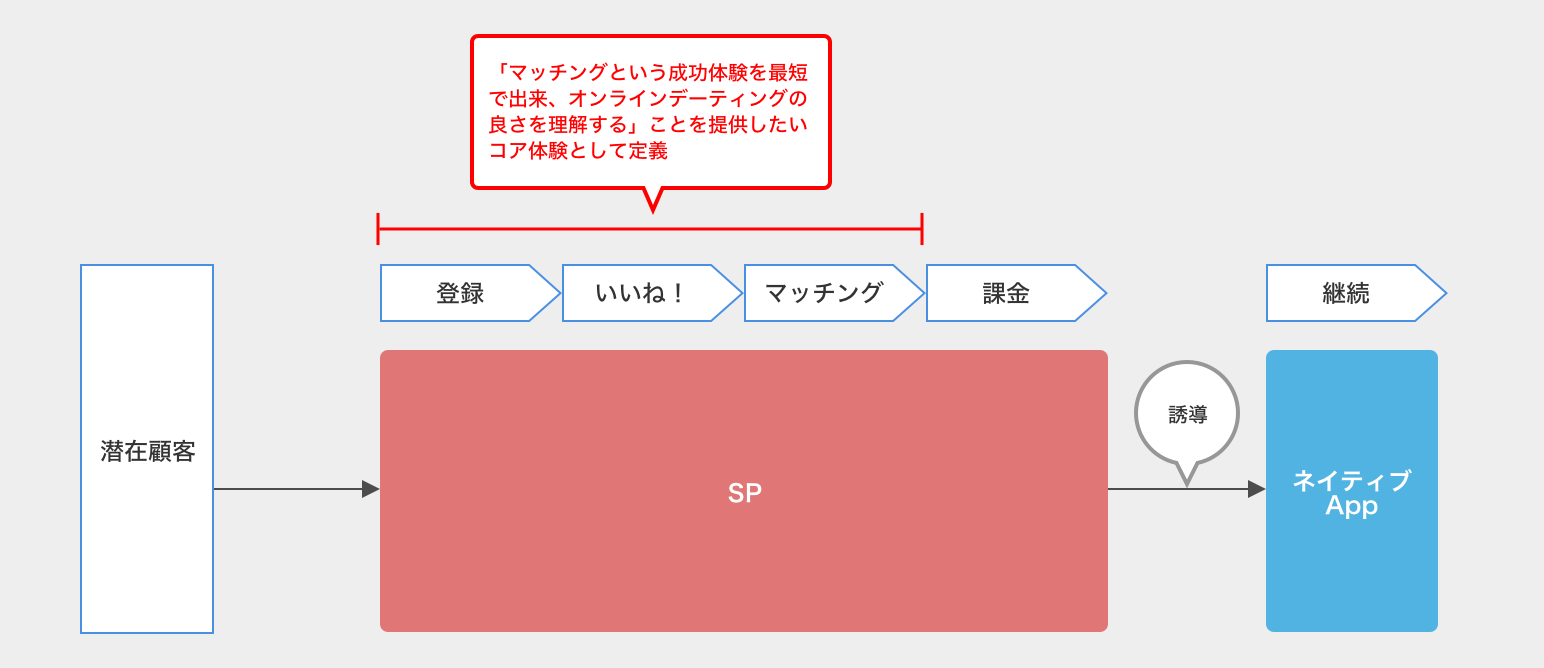 「マッチングという成功体験を最短
で出来、オンラインデーティングの
良さを理解する」ことを提供したい
コア体験として定義
登録
いいね！
マッチング
課金
継続
潜在顧客
SP
誘導
ネイティブ
App